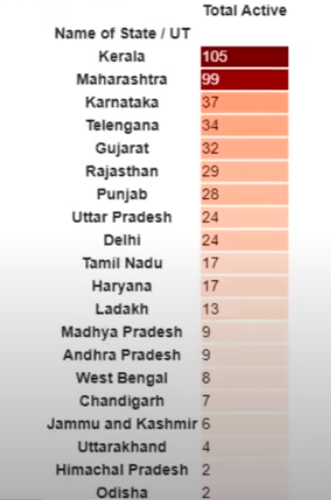 Total Active
Name of State / UT
Kerala 105
Maharashtra 99
Karnataka 37
Telengana 34
Gujarat 32
Rajasthan 29
Punjab 28
Uttar Pradesh 24
Delhi 24
Tamil Nadu 17
Haryana 17
Ladakh 13
Madhya Pradesh 9
Andhra Pradesh 9
West Bengal 8
Chandigarh 7
Jammu and Kashmir 6
Uttarakhand 4
Himachal Pradesh 2
Odisha 2